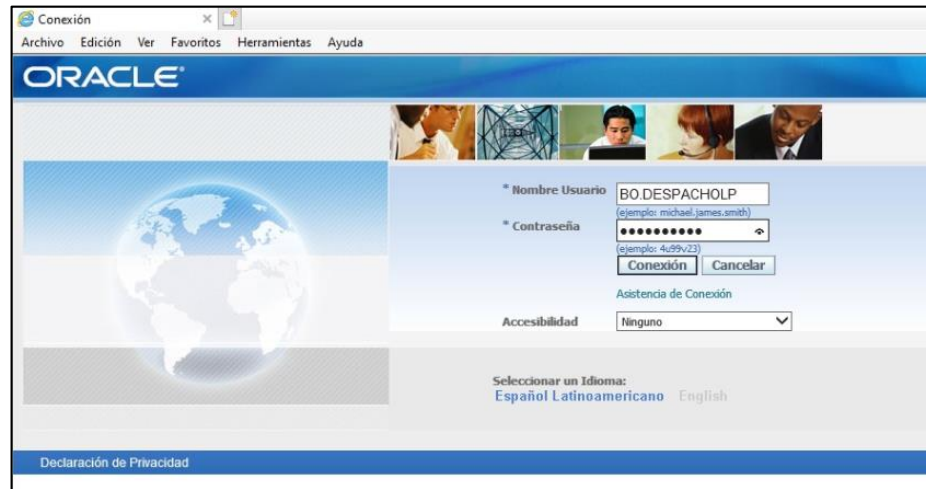 Conexión
Archivo Edición Ver Favoritos Herramientas Ayuda
ORACLE®
* Nombre Usuario BO.DESPACHOLP
(ejemplo: michael.james.smith)
* Contraseña ●●●●●●●●●●
(ejemplo: 4u99v23)
Conexión Cancelar
Asistencia de Conexión
Accesibilidad Ninguno
Seleccionar un Idioma:
Español Latinoamericano English
Declaración de Privacidad